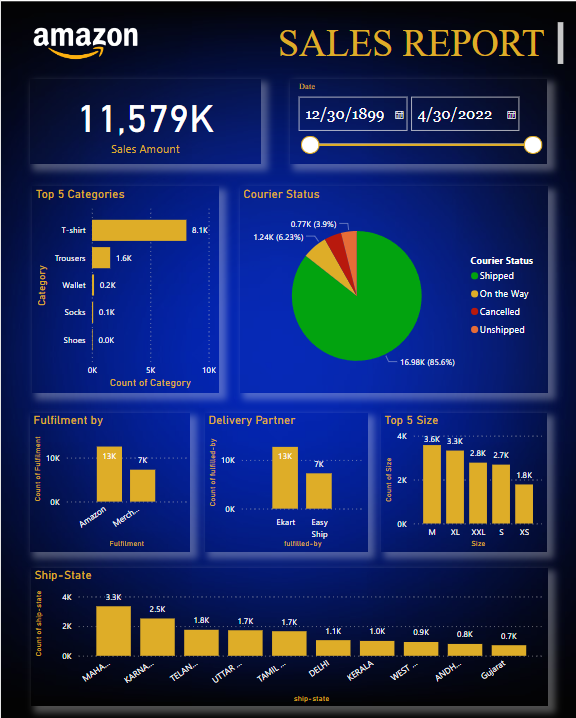 amazon
SALES REPORT
11,579K
Sales Amount
Date
12/30/1899
4/30/2022
Top 5 Categories
Category
T-shirt
8.1K
Trousers
1.6K
Wallet
0.2K
Socks
0.1K
Shoes
0.0K
0K 5K 10K
Count of Category
Courier Status
0.77K (3.9%)
1.24K (6.23%)
16.98K (85.6%)
Courier Status
Shipped
On the Way
Cancelled
Unshipped
Fulfilment by
Count of Fulfilment
10K
0K
13K
7K
Amazon
Merch...
Fulfilment
Delivery Partner
Count of fulfilled-by
10K
0K
13K
7K
Ekart
Easy
Ship
fulfilled-by
Top 5 Size
Count of Size
4K
2K
0K
3.6K 3.3K 2.8K 2.7K 1.8K
M XL XXL S XS
Size
Ship-State
Count of ship-state
4K
2K
0K
3.3K 2.5K 1.8K 1.7K 1.7K 1.1K 1.0K 0.9K 0.8K 0.7K
MAHA... KARNA... TELAN... UTTAR ... TAMIL ... DELHI KERALA WEST ... ANDH... Gujarat
ship-state